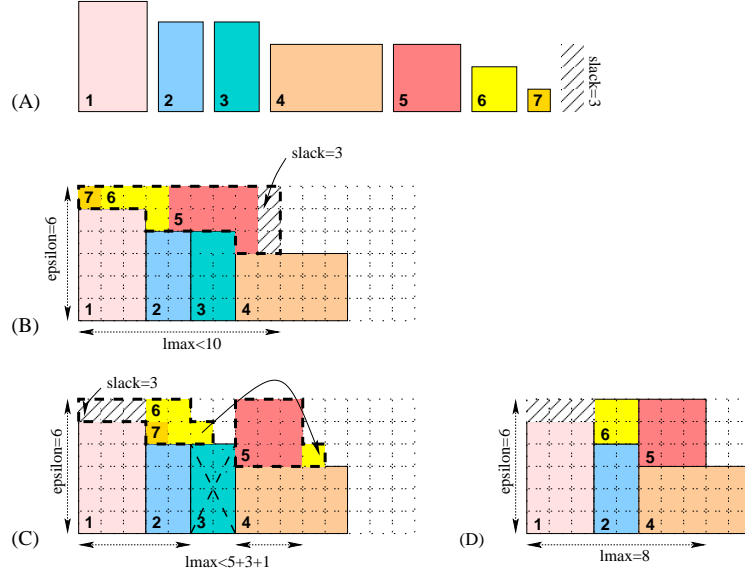 (A)
1 2 3 4 5 6 7 slack=3
slack=3
7 6
5
epsilon=6
1 2 3 4
(B)
lmax<10
slack=3
6
7
5
epsilon=6
1 2 3 4
(C)
lmax<5+3+1
6
5
epsilon=6
1 2 4
(D)
lmax=8